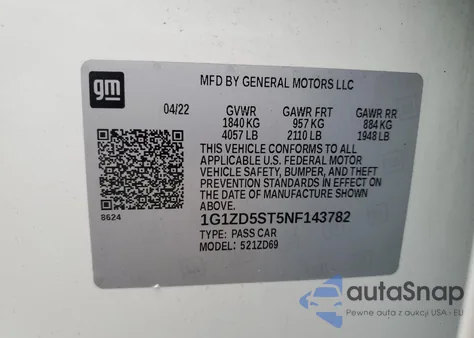 gm
MFD BY GENERAL MOTORS LLC
04/22 GVWR GAWR FRT GAWR RR
1840 KG 957 KG 884 KG
4057 LB 2110 LB 1948 LB
THIS VEHICLE CONFORMS TO ALL
APPLICABLE U.S. FEDERAL MOTOR
VEHICLE SAFETY, BUMPER, AND THEFT
PREVENTION STANDARDS IN EFFECT ON
THE DATE OF MANUFACTURE SHOWN
ABOVE.
8624
1G1ZD5ST5NF143782
TYPE: PASS CAR
MODEL: 521ZD69
autoSnap
Pewne auta z aukcji USA i EU